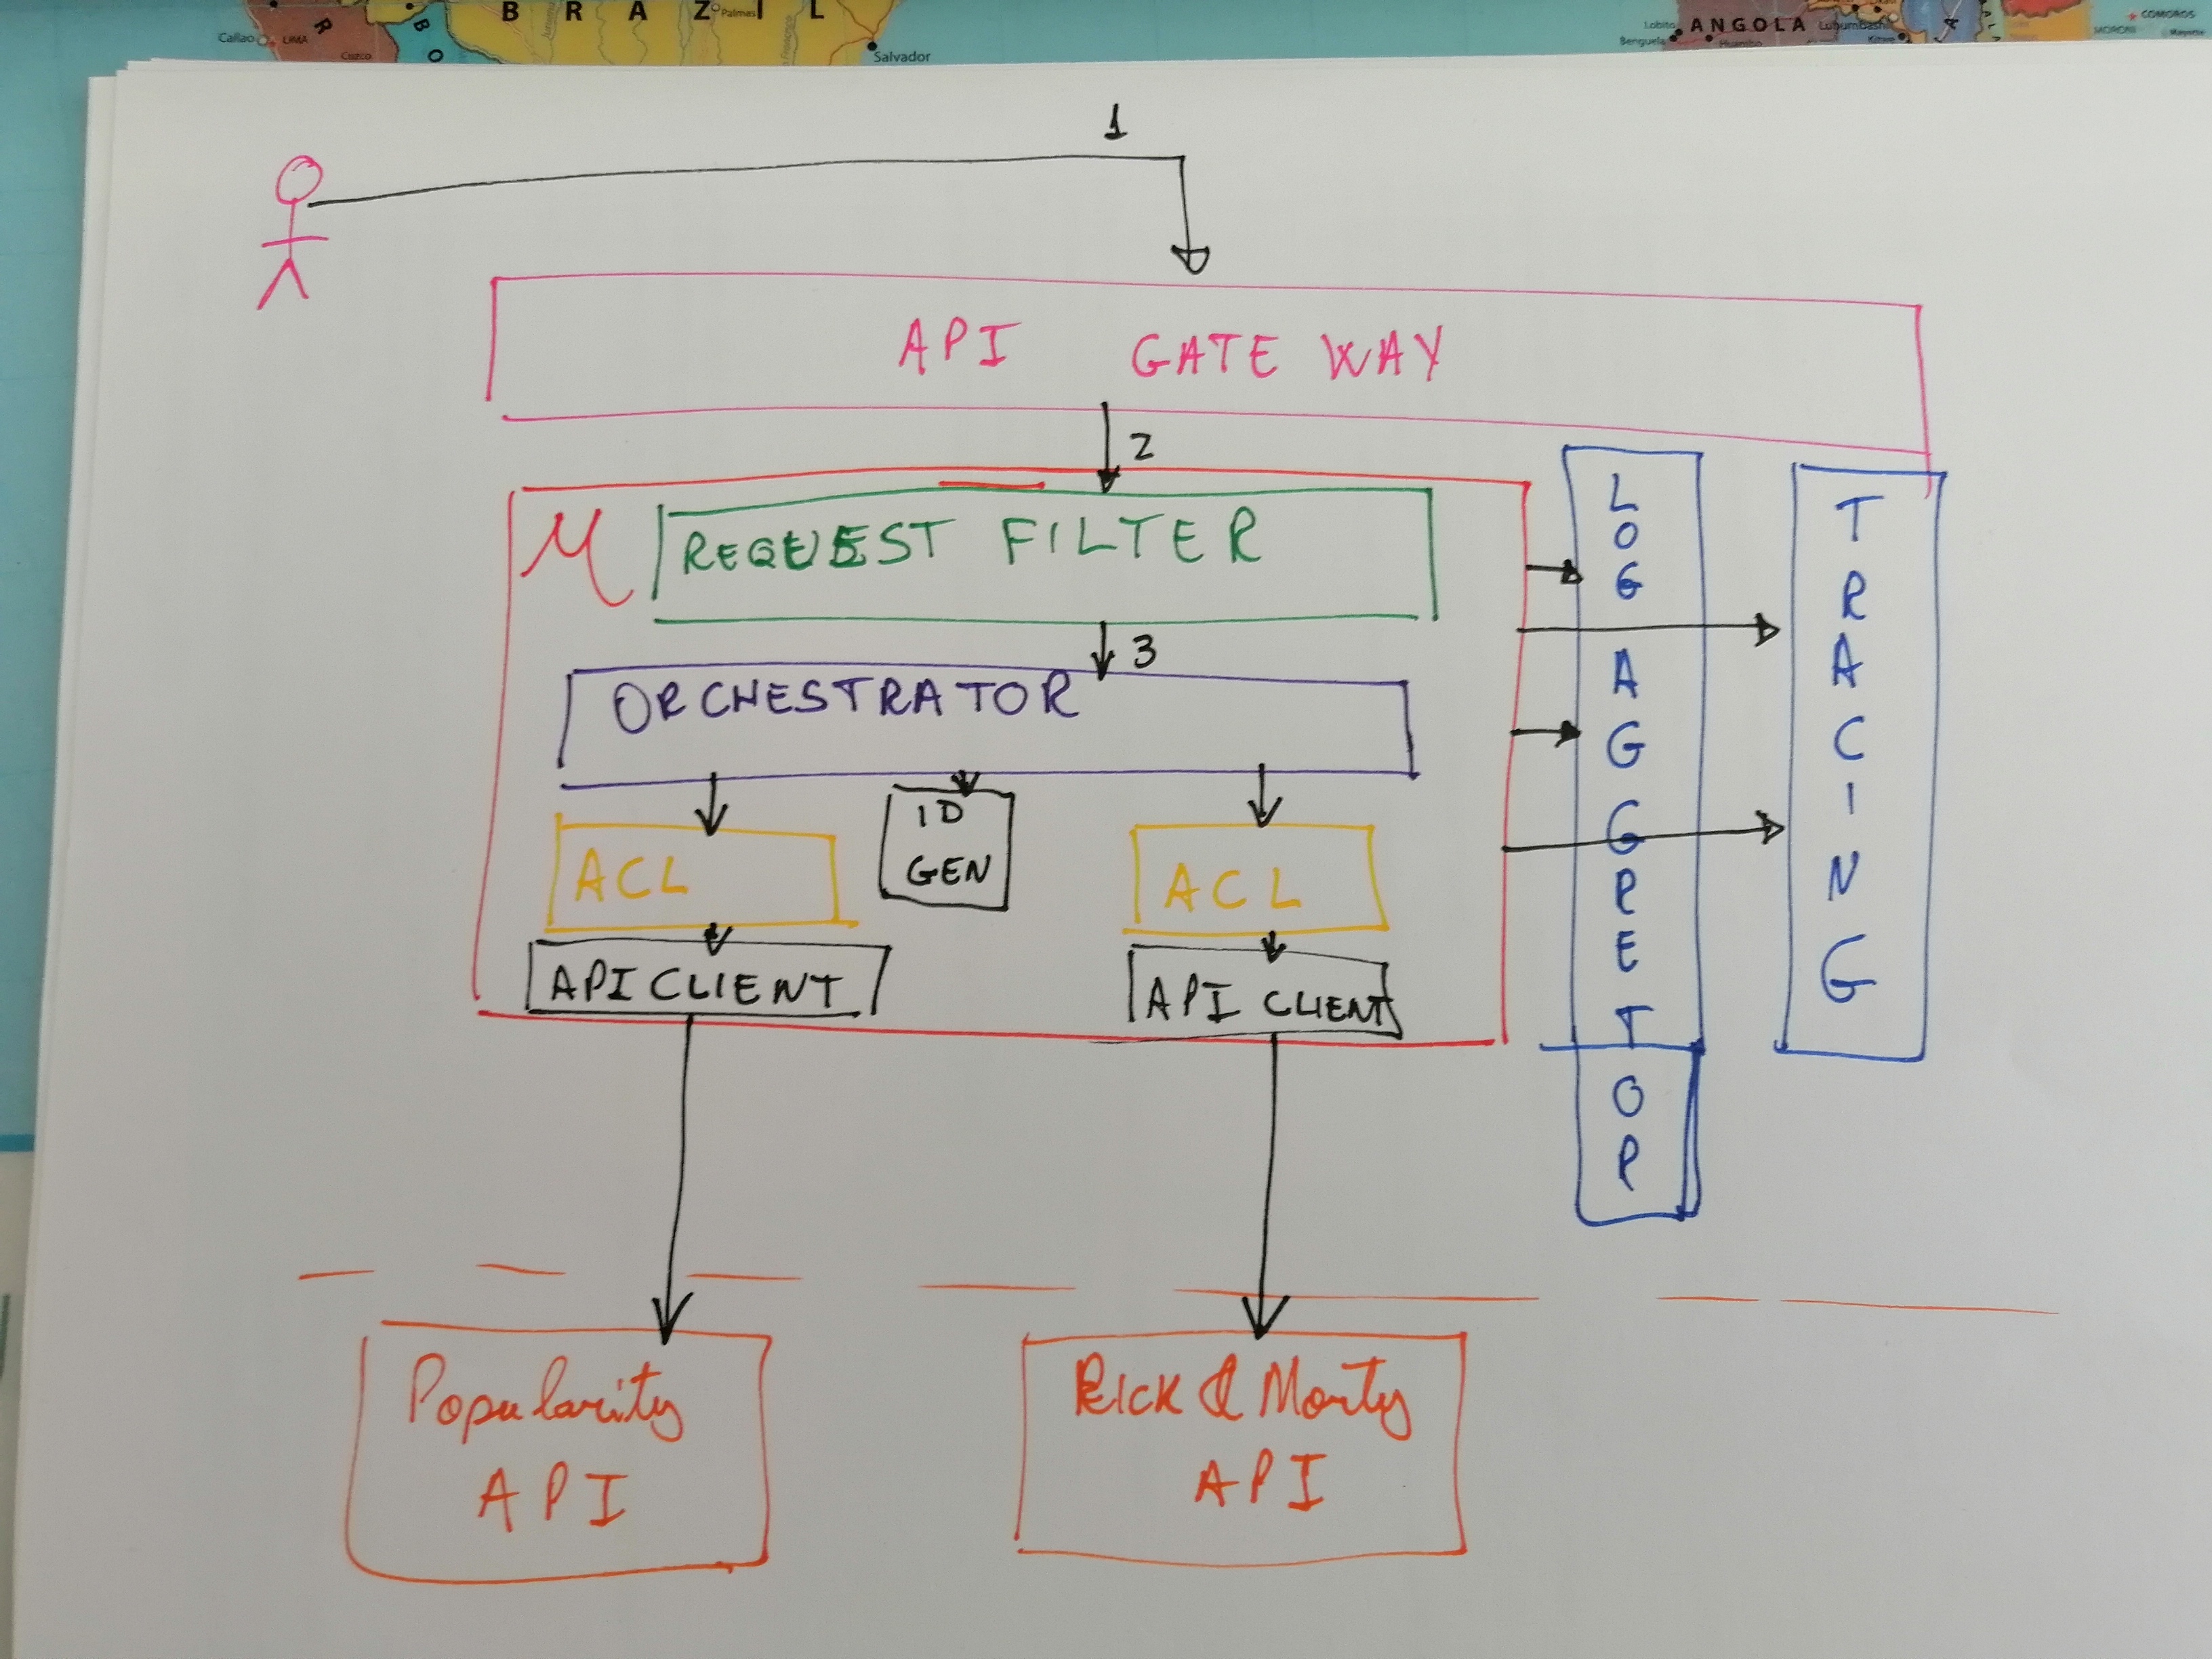 BRAZIL
Palmas
Callao
LIMA
Cuzco
R
BO
Salvador
ANGOLA
Lobito
Benguela
Huambo
Lubumbashi
Kitwe
COMOROS
MORONI
Mayotte
1
API GATE WAY
2
M
REQUEST FILTER
3
ORCHESTRATOR
ACL
ID
GEN
ACL
API CLIENT
API CLIENT
LOG AGGRETOR
TRACING
Popularity
API
Rick & Morty
API